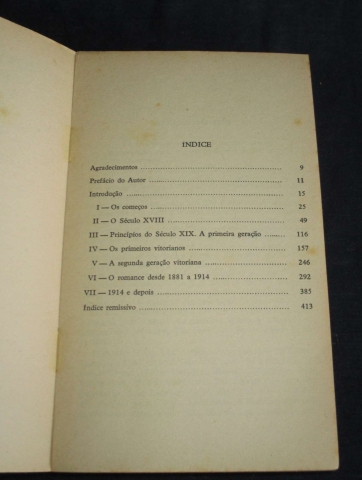 INDICE
Agradecimentos 9
Prefácio do Autor 11
Introdução 15
I — Os começos 25
II — O Século XVIII 49
III — Princípios do Século XIX. A primeira geração 116
IV — Os primeiros vitorianos 157
V — A segunda geração vitoriana 246
VI — O romance desde 1881 a 1914 292
VII — 1914 e depois 385
Indice remissivo 413